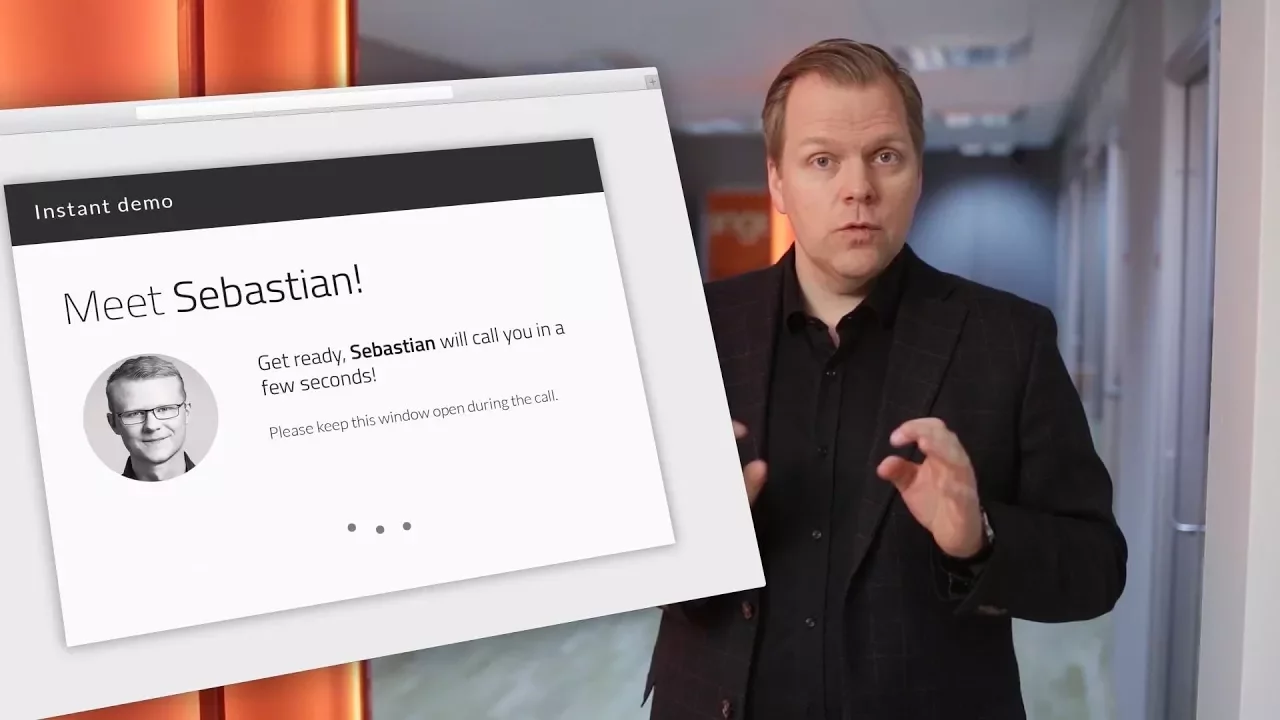 Instant demo
Meet Sebastian!
Get ready, Sebastian will call you in a
few seconds!
Please keep this window open during the call.